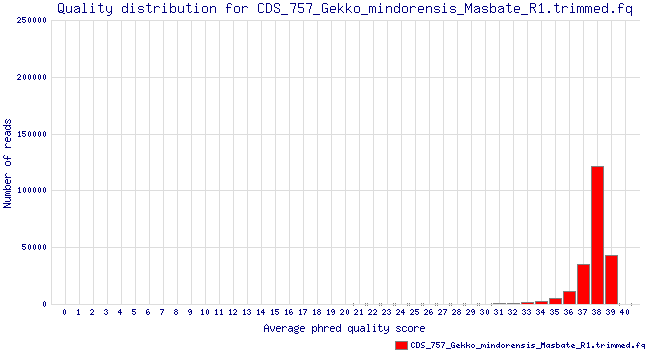 Quality distribution for CDS_757_Gekko_mindorensis_Masbate_R1.trimmed.fq
250000
200000
150000
100000
50000
0
Number of reads
0 1 2 3 4 5 6 7 8 9 10 11 12 13 14 15 16 17 18 19 20 21 22 23 24 25 26 27 28 29 30 31 32 33 34 35 36 37 38 39 40
Average phred quality score
CDS_757_Gekko_mindorensis_Masbate_R1.trimmed.fq